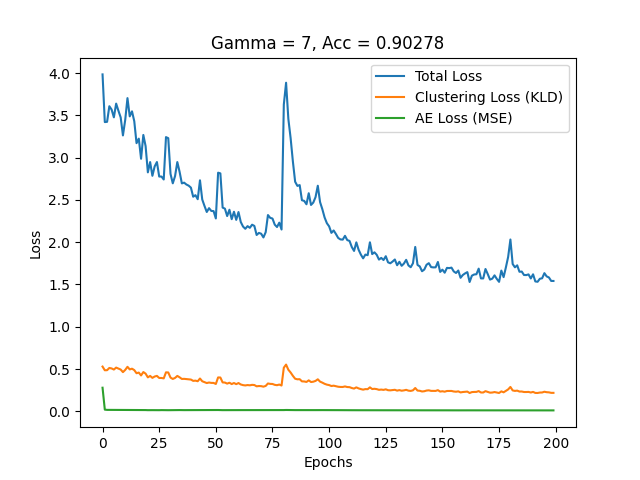 Gamma = 7, Acc = 0.90278
Total Loss
Clustering Loss (KLD)
AE Loss (MSE)
Loss
4.0
3.5
3.0
2.5
2.0
1.5
1.0
0.5
0.0
0 25 50 75 100 125 150 175 200
Epochs